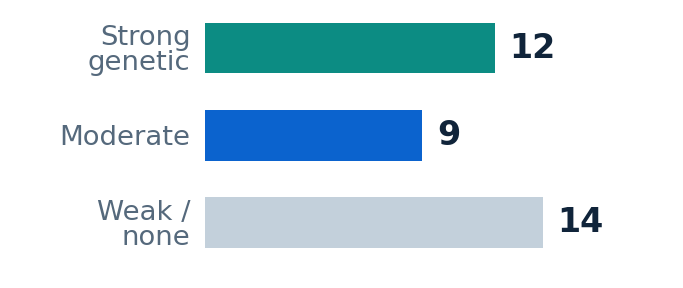 Strong
genetic
12
Moderate
9
Weak /
none
14